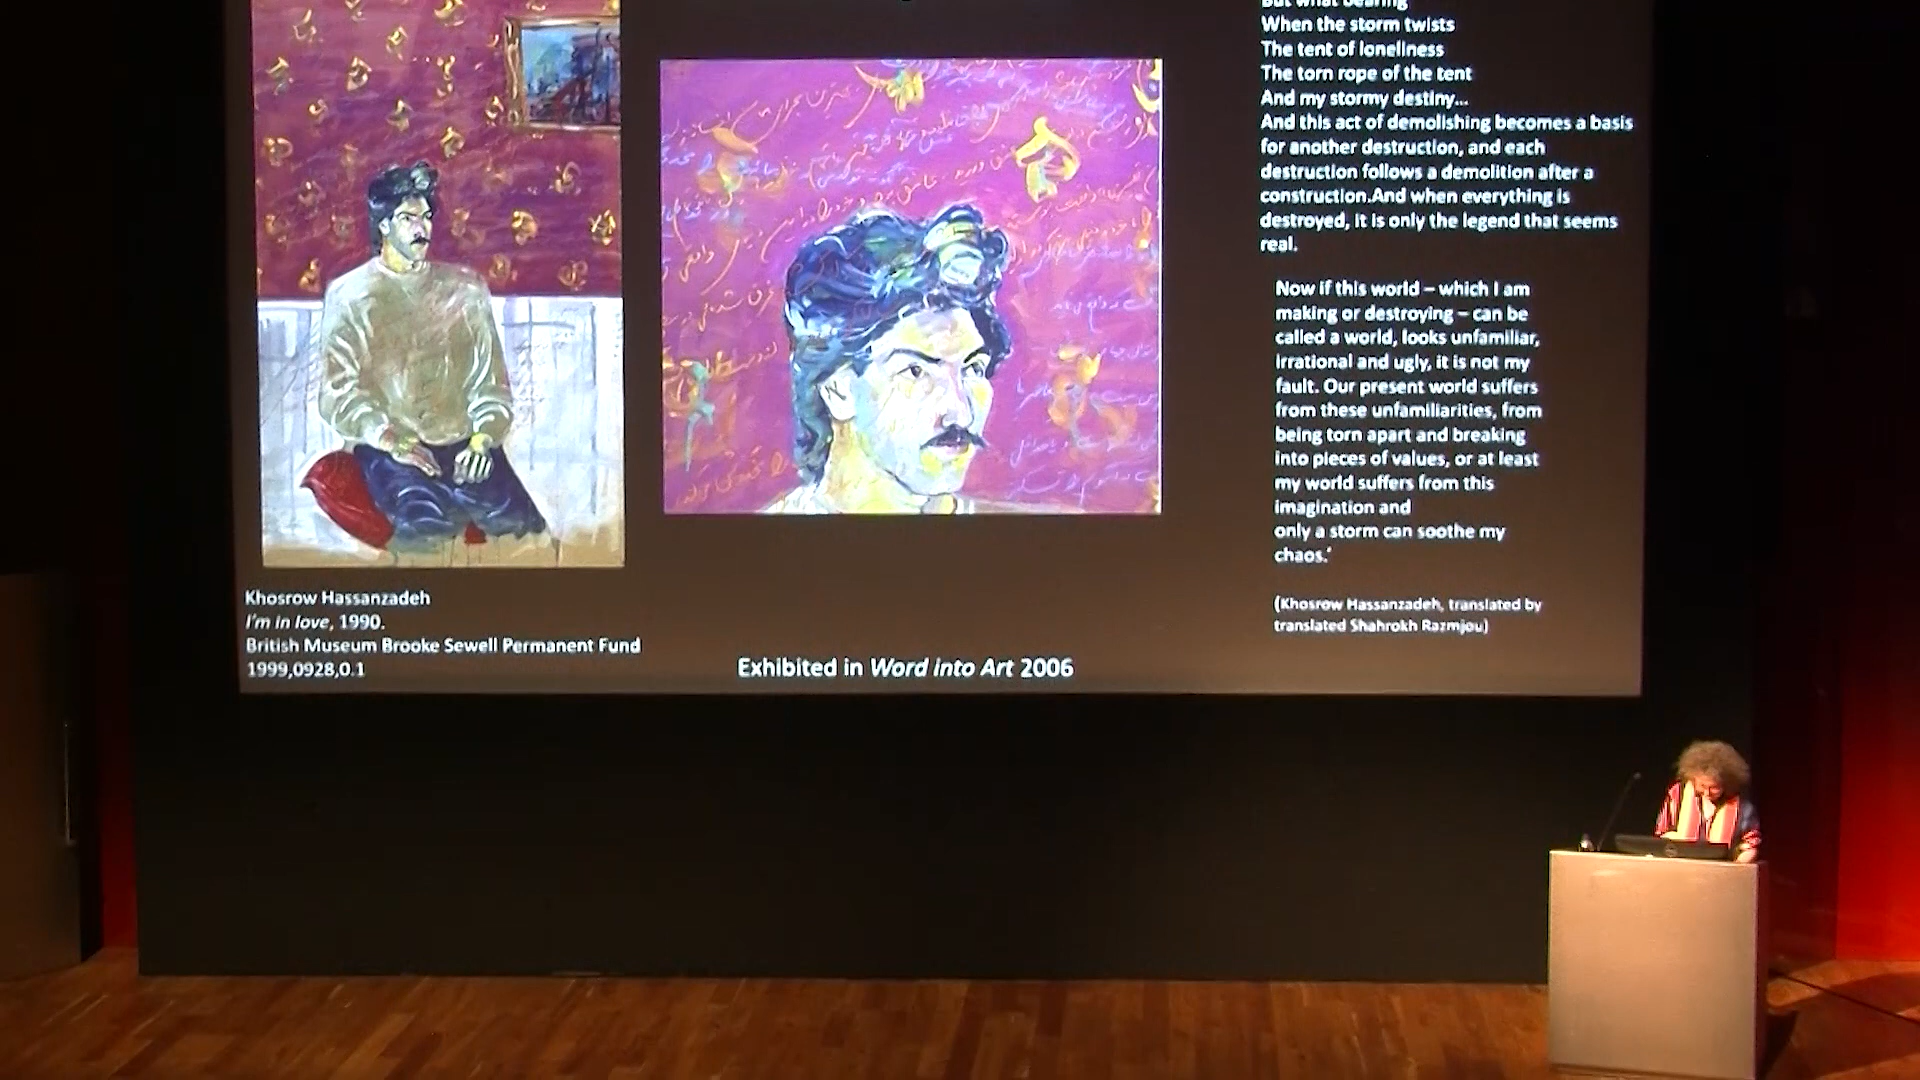 But what bearing
When the storm twists
The tent of loneliness
The torn rope of the tent
And my stormy destiny...
And this act of demolishing becomes a basis
for another destruction, and each
destruction follows a demolition after a
construction.And when everything is
destroyed, it is only the legend that seems
real.
Now if this world – which I am
making or destroying – can be
called a world, looks unfamiliar,
irrational and ugly, it is not my
fault. Our present world suffers
from these unfamiliarities, from
being torn apart and breaking
into pieces of values, or at least
my world suffers from this
imagination and
only a storm can soothe my
chaos.'
(Khosrow Hassanzadeh, translated by
translated Shahrokh Razmjou)
Khosrow Hassanzadeh
I'm in love, 1990.
British Museum Brooke Sewell Permanent Fund
1999,0928,0.1
Exhibited in Word into Art 2006